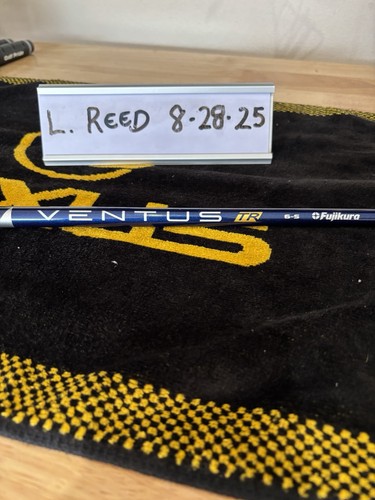 L. REED 8·28·25
VENTUS TR 6-S Fujikura